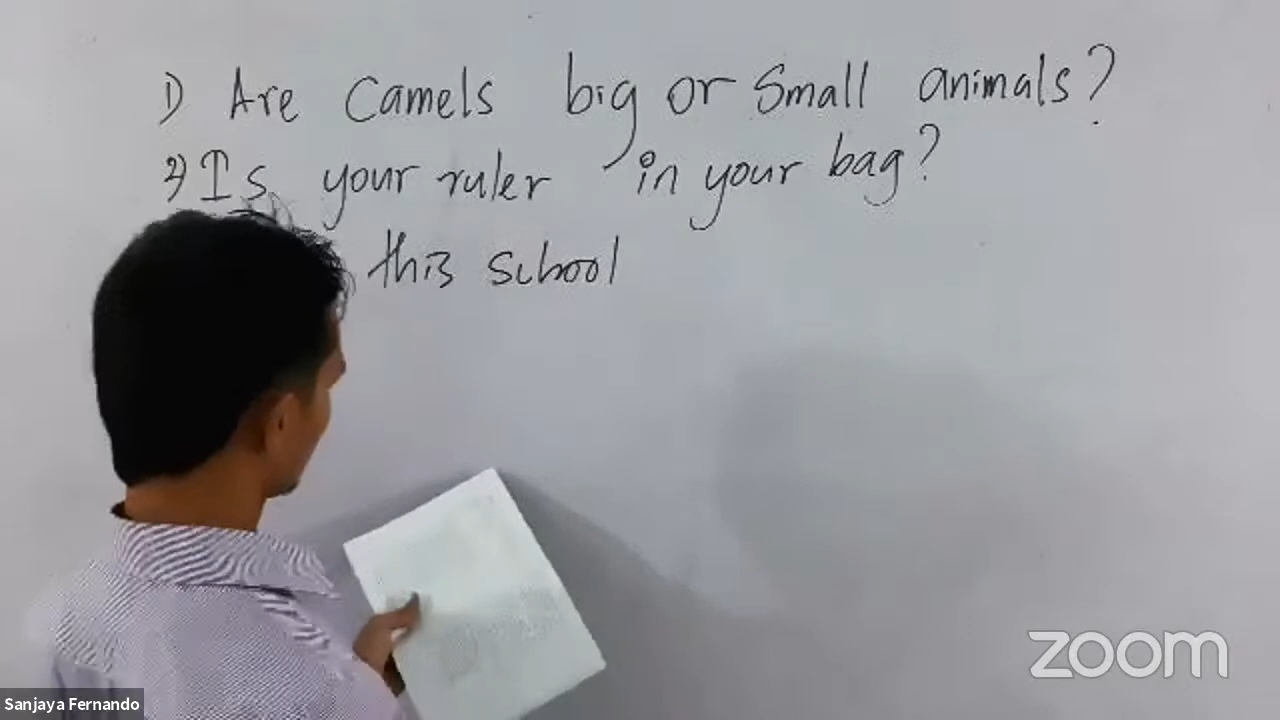 1) Are Camels big or Small animals?
2) Is your ruler in your bag?
this school
zoom
Sanjaya Fernando